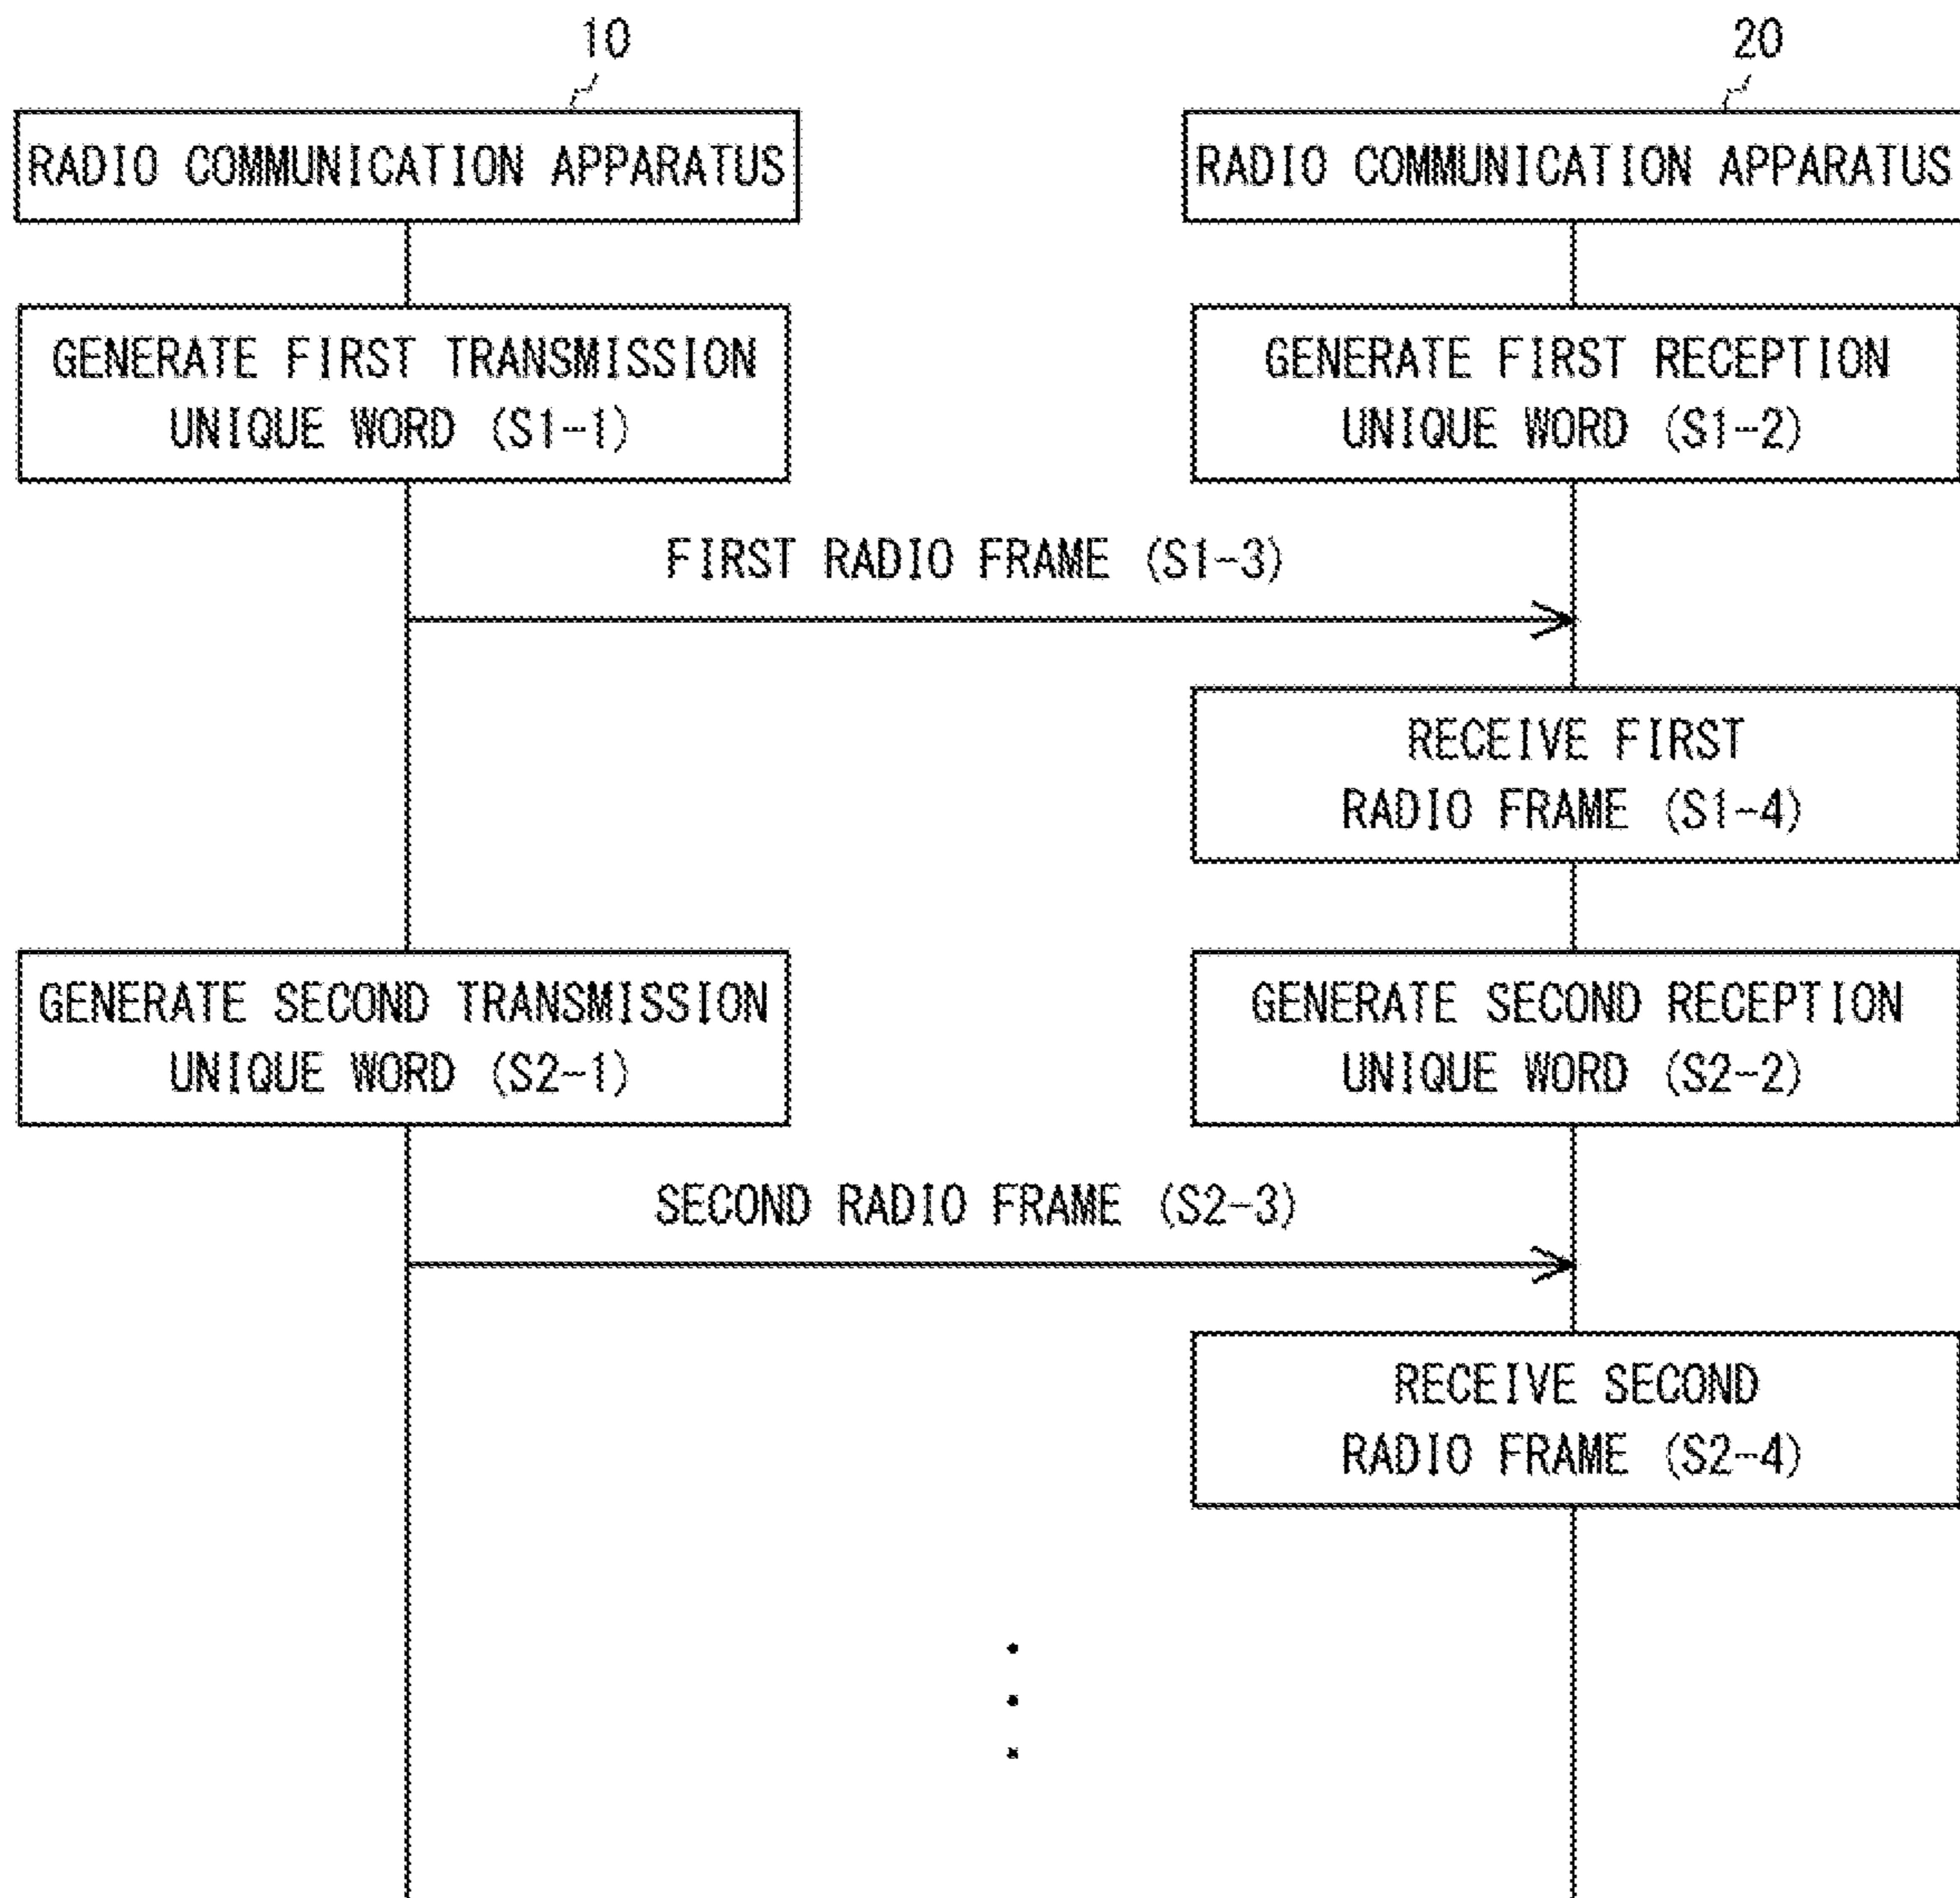 10
20
RADIO COMMUNICATION APPARATUS
RADIO COMMUNICATION APPARATUS
GENERATE FIRST TRANSMISSION
UNIQUE WORD (S1-1)
GENERATE FIRST RECEPTION
UNIQUE WORD (S1-2)
FIRST RADIO FRAME (S1-3)
RECEIVE FIRST
RADIO FRAME (S1-4)
GENERATE SECOND TRANSMISSION
UNIQUE WORD (S2-1)
GENERATE SECOND RECEPTION
UNIQUE WORD (S2-2)
SECOND RADIO FRAME (S2-3)
RECEIVE SECOND
RADIO FRAME (S2-4)